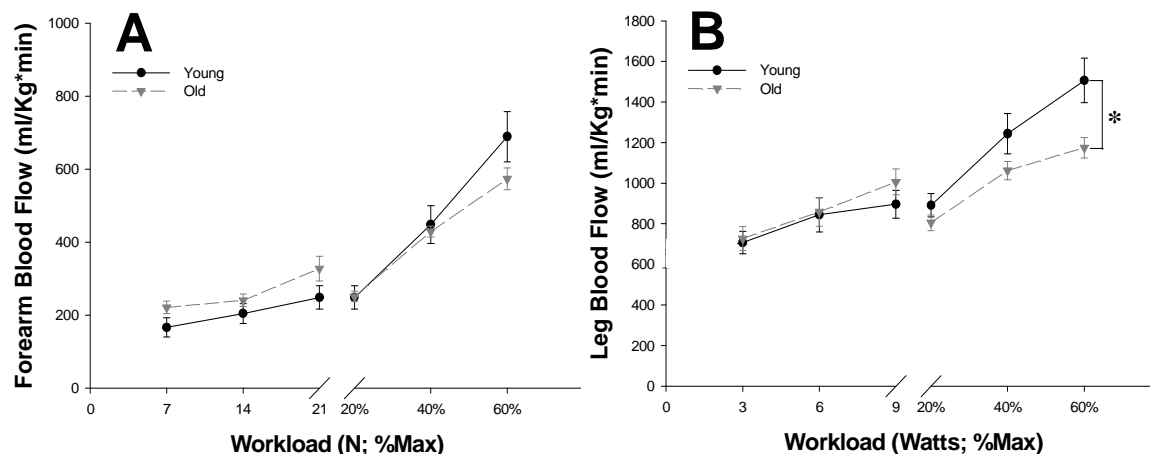 A
Forearm Blood Flow (ml/Kg*min)
1000
800
600
400
200
0
Young
Old
0 7 14 21 20% 40% 60%
Workload (N; %Max)
B
Leg Blood Flow (ml/Kg*min)
1800
1600
1400
1200
1000
800
600
400
200
0
Young
Old
*
0 3 6 9 20% 40% 60%
Workload (Watts; %Max)